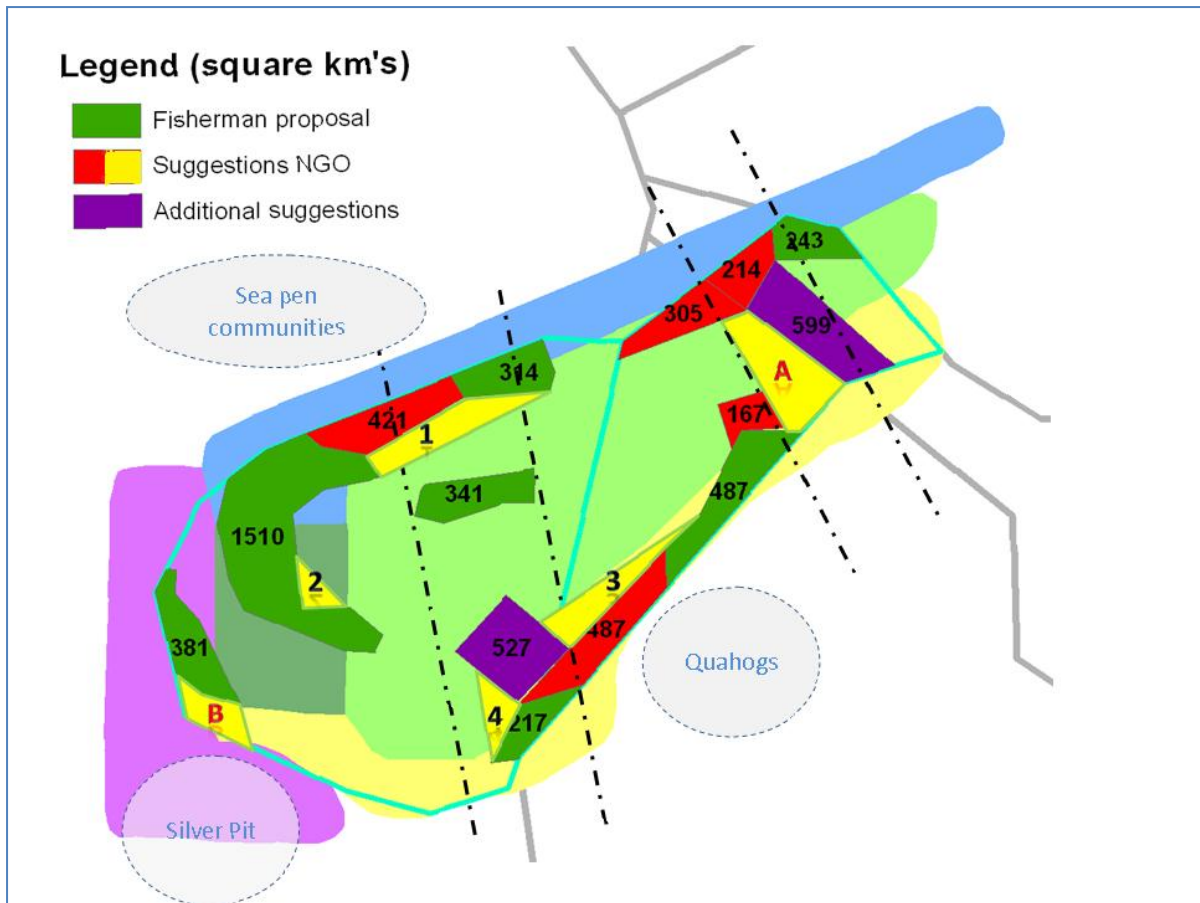 Legend (square km's)
Fisherman proposal
Suggestions NGO
Additional suggestions
Sea pen
communities
243
214
305
599
A
314
421
1
167
341
487
1510
2
3
487
527
381
Quahogs
B
4
217
Silver Pit